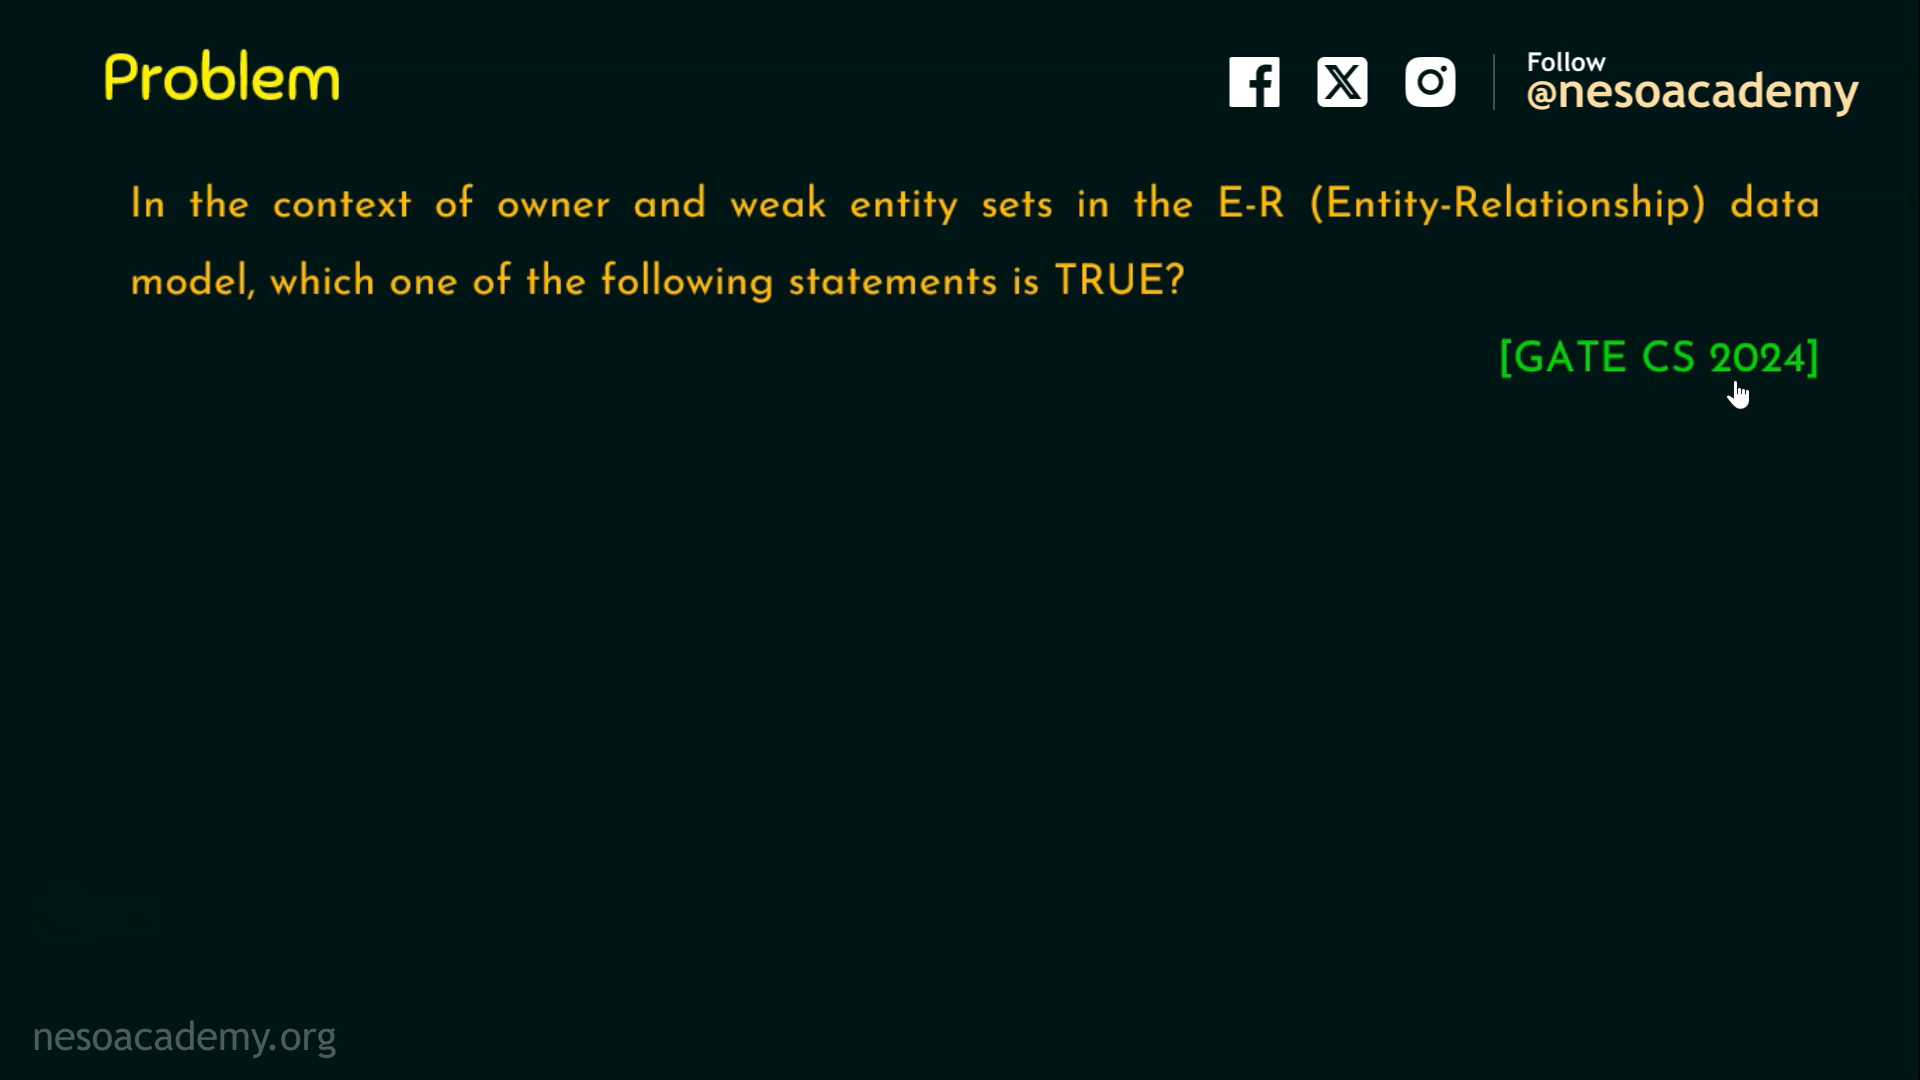 Problem
Follow
@nesoacademy
In the context of owner and weak entity sets in the E-R (Entity-Relationship) data
model, which one of the following statements is TRUE?
[GATE CS 2024]
nesoacademy.org